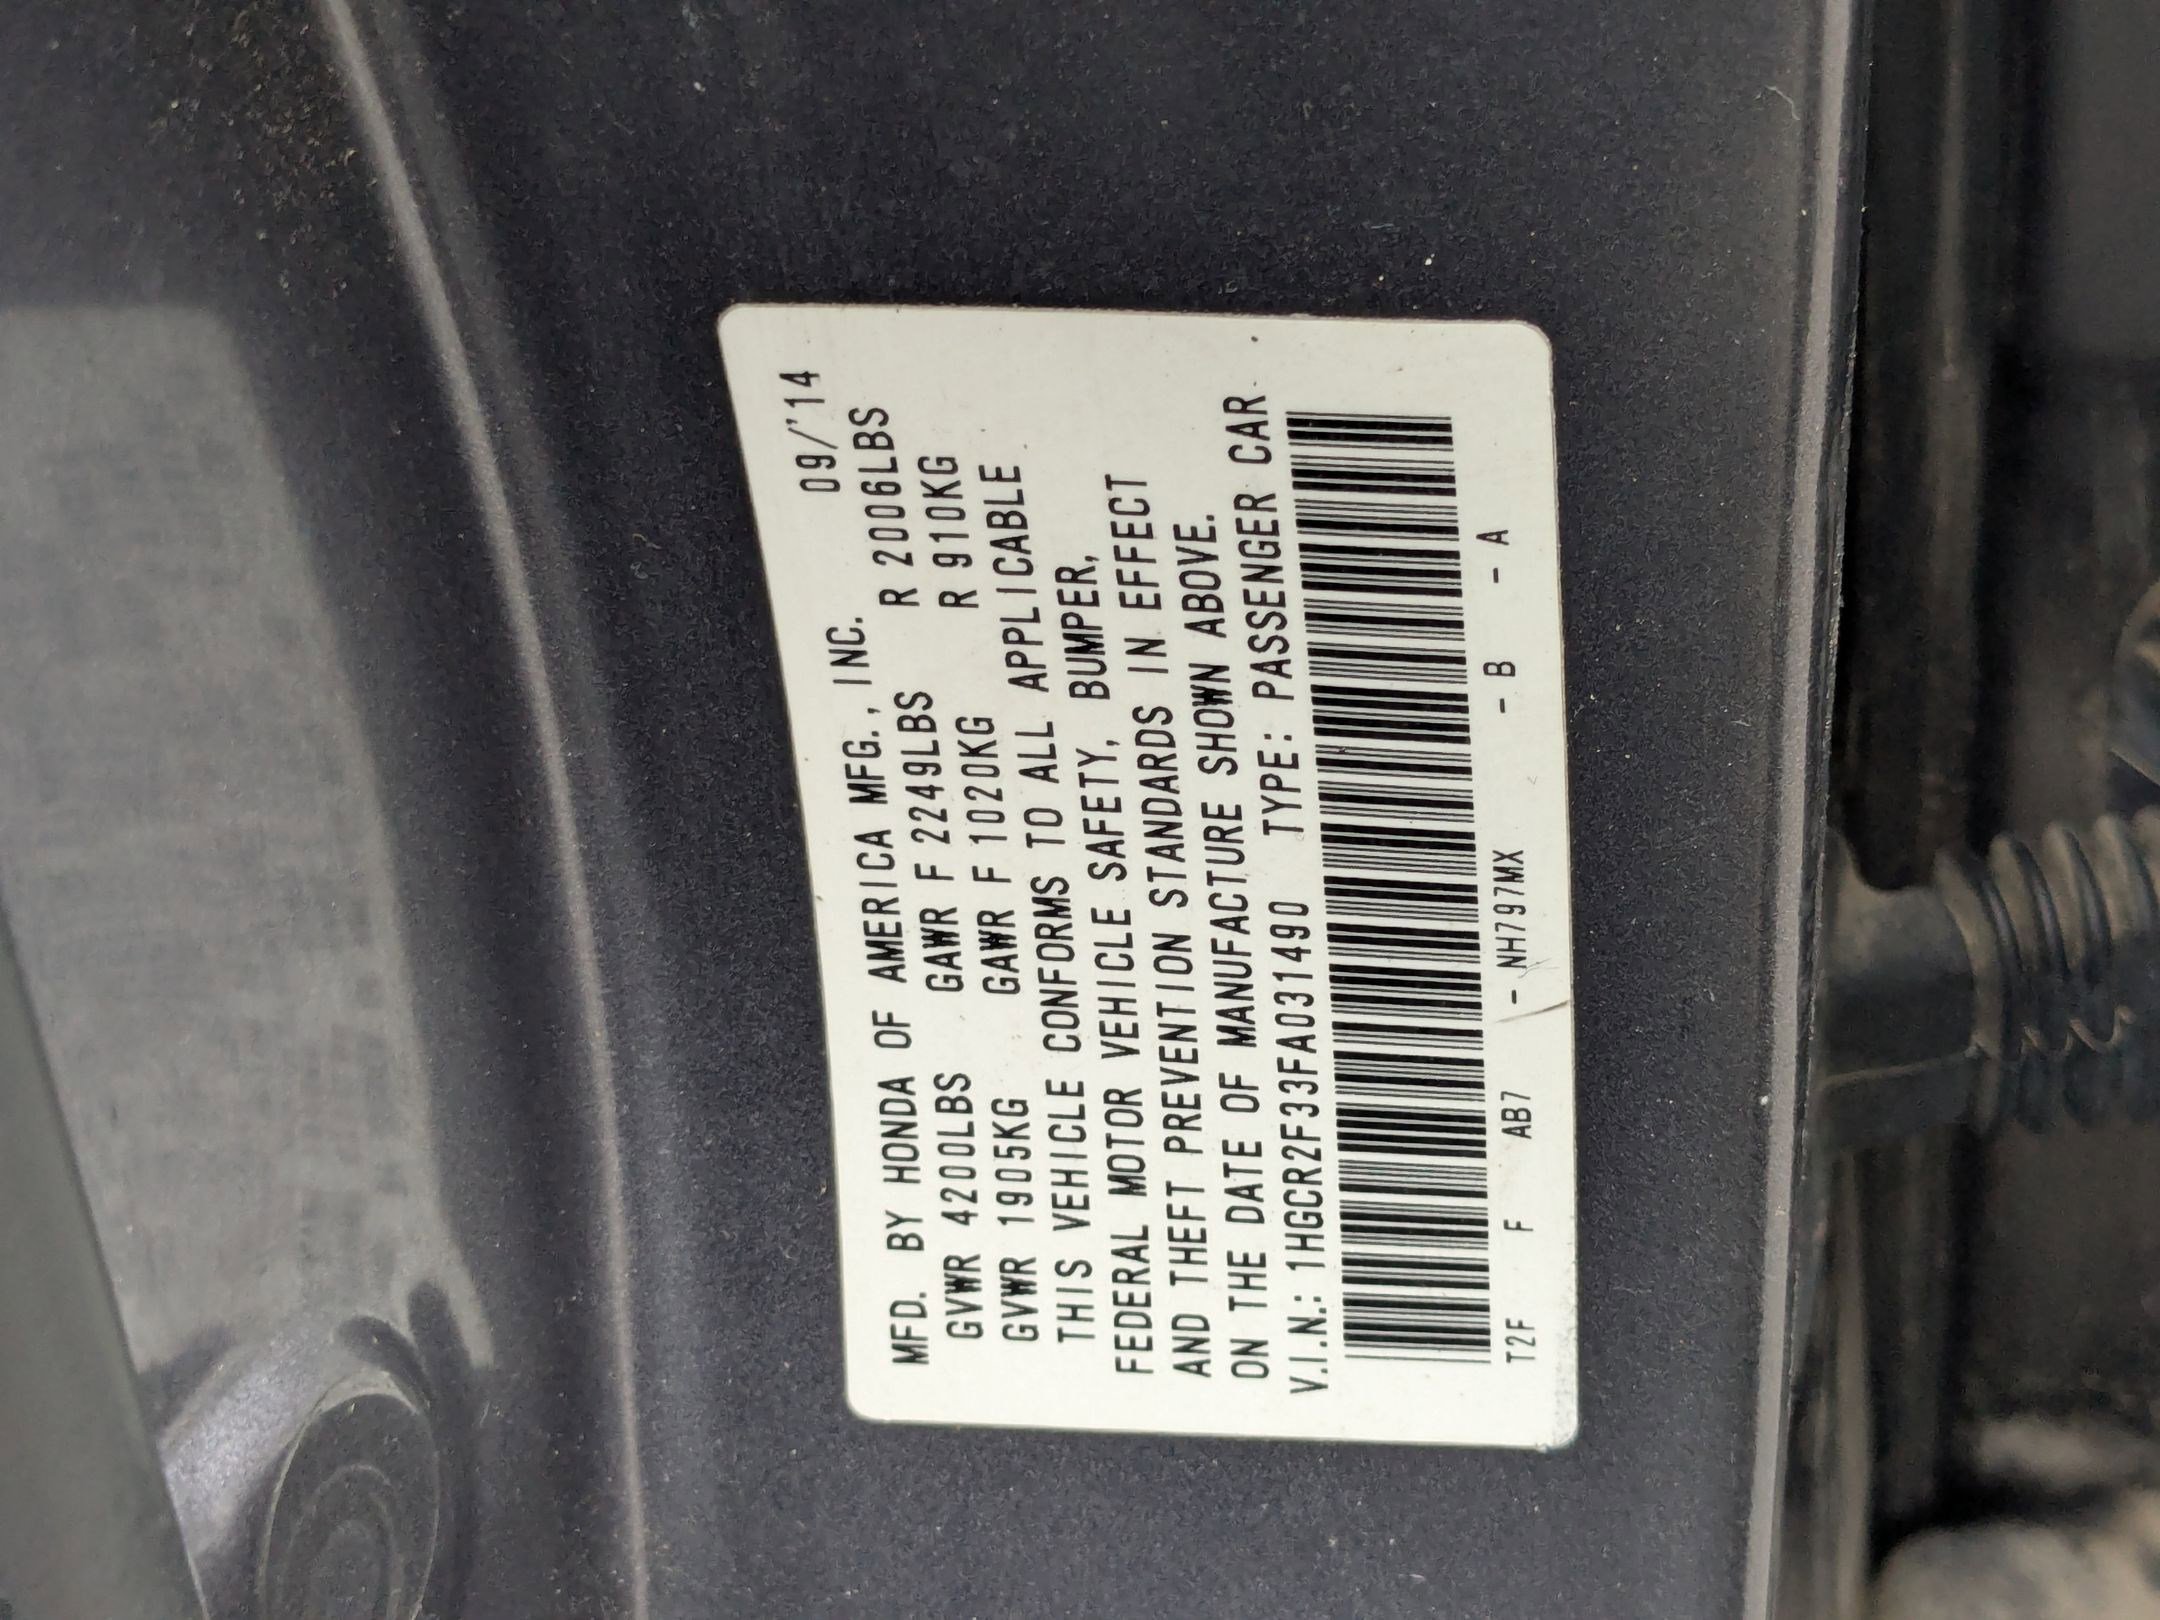 MFD. BY HONDA OF AMERICA MFG., INC. 09/'14
GVWR 4200LBS GAWR F 2249LBS R 2006LBS
GVWR 1905KG GAWR F 1020KG R 910KG
THIS VEHICLE CONFORMS TO ALL APPLICABLE
FEDERAL MOTOR VEHICLE SAFETY, BUMPER,
AND THEFT PREVENTION STANDARDS IN EFFECT
ON THE DATE OF MANUFACTURE SHOWN ABOVE.
V.I.N.: 1HGCR2F33FA031490 TYPE: PASSENGER CAR
T2F F AB7 - NH797MX - B - A